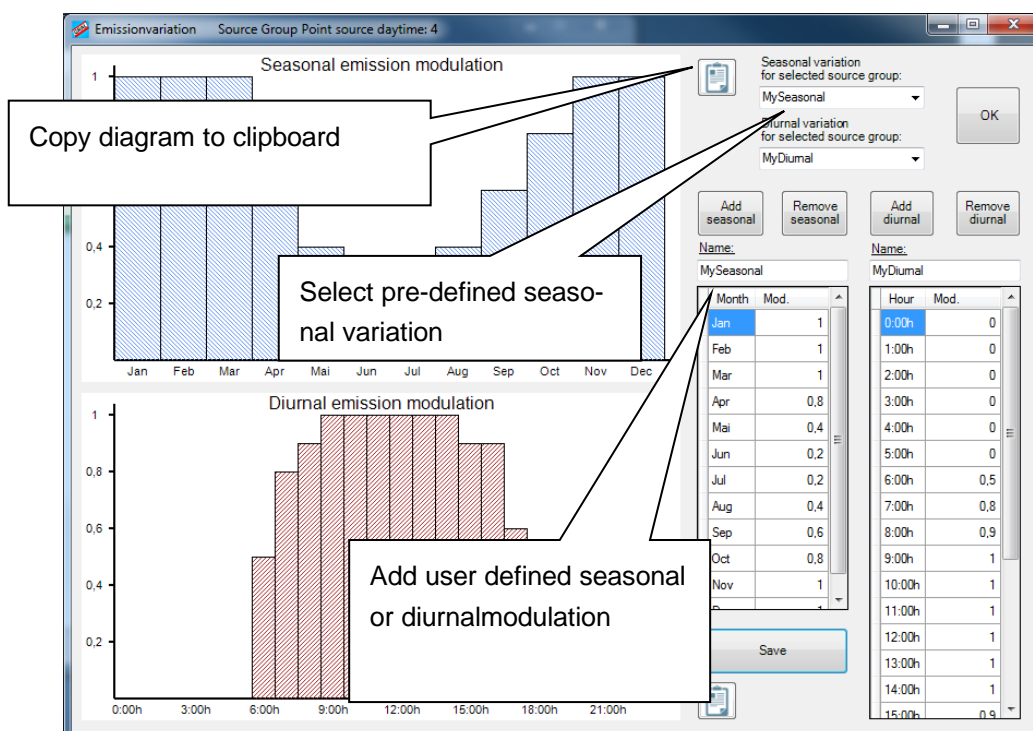 Emissionvariation Source Group Point source daytime: 4
Seasonal emission modulation
1
0,4
0,2
Jan Feb Mar Apr Mai Jun Jul Aug Sep Oct Nov Dec
Copy diagram to clipboard
Select pre-defined seaso-
nal variation
Seasonal variation
for selected source group:
MySeasonal
Diurnal variation
for selected source group:
MyDiurnal
OK
Add
seasonal
Remove
seasonal
Add
diurnal
Remove
diurnal
Name:
MySeasonal
Month Mod.
Jan 1
Feb 1
Mar 1
Apr 0,8
Mai 0,4
Jun 0,2
Jul 0,2
Aug 0,4
Sep 0,6
Oct 0,8
Nov 1
Name:
MyDiurnal
Hour Mod.
0:00h 0
1:00h 0
2:00h 0
3:00h 0
4:00h 0
5:00h 0
6:00h 0,5
7:00h 0,8
8:00h 0,9
9:00h 1
10:00h 1
11:00h 1
12:00h 1
13:00h 1
14:00h 1
15:00h 0,9
Diurnal emission modulation
1
0,8
0,6
0,4
0,2
0:00h 3:00h 6:00h 9:00h 12:00h 15:00h 18:00h 21:00h
Add user defined seasonal
or diurnalmodulation
Save